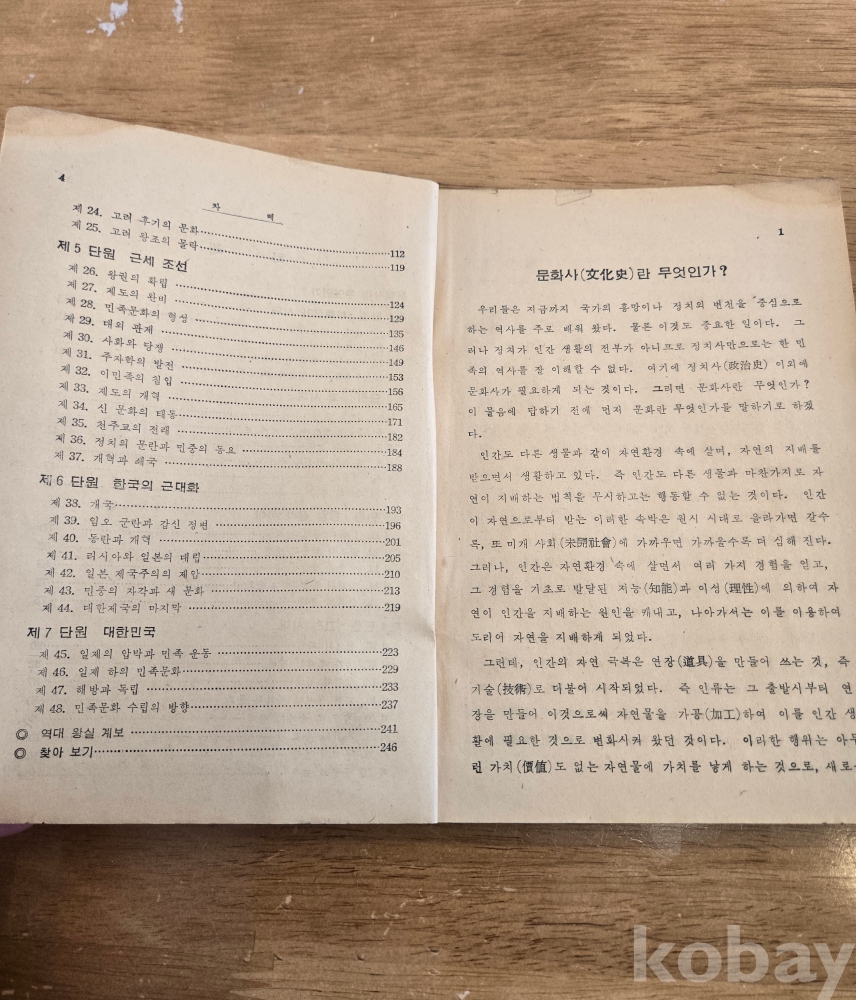 4
차 례
제 24. 고려 후기의 문화
제 25. 고려 왕조의 몰락 112
제 5 단원 근세 조선 119
제 26. 왕권의 확립
제 27. 제도의 완비 124
제 28. 민족문화의 형성 129
제 29. 대외 관계 135
제 30. 사화와 당쟁 146
제 31. 주자학의 발전 149
제 32. 이민족의 침입 153
제 33. 제도의 개혁 156
제 34. 신 문화의 태동 165
제 35. 천주교의 전래 171
제 36. 정치의 문란과 민중의 동요 182
제 37. 개혁과 쇄국 184
188
제 6 단원 한국의 근대화
제 38. 개국 193
제 39. 임오 군란과 갑신 정변 196
제 40. 동란과 개혁 201
제 41. 러시아와 일본의 대립 205
제 42. 일본 제국주의의 제압 210
제 43. 민중의 자각과 새 문화 213
제 44. 대한제국의 마지막 219
제 7 단원 대한민국
제 45. 일제의 압박과 민족 운동 223
제 46. 일제 하의 민족문화 229
제 47. 해방과 독립 233
제 48. 민족문화 수립의 방향 237
◎ 역대 왕실 계보 241
◎ 찾아 보기 246
1
문화사(文化史)란 무엇인가?
우리들은 지금까지 국가의 흥망이나 정치의 변천을 중심으로
하는 역사를 주로 배워 왔다. 물론 이것도 중요한 일이다. 그
러나 정치가 인간 생활의 전부가 아니므로 정치사만으로는 한 민
족의 역사를 잘 이해할 수 없다. 여기에 정치사(政治史) 이외에
문화사가 필요하게 되는 것이다. 그러면 문화사란 무엇인가?
이 물음에 답하기 전에 먼저 문화란 무엇인가를 말하기로 하겠
다.
인간도 다른 생물과 같이 자연환경 속에 살며, 자연의 지배를
받으면서 생활하고 있다. 즉 인간도 다른 생물과 마찬가지로 자
연이 지배하는 법칙을 무시하고는 행동할 수 없는 것이다. 인간
이 자연으로부터 받는 이러한 속박은 원시 시대로 올라가면 갈수
록, 또 미개 사회(未開社會)에 가까우면 가까울수록 더 심해 진다.
그러나, 인간은 자연환경 속에 살면서 여러 가지 경험을 얻고,
그 경험을 기초로 발달된 지능(知能)과 이성(理性)에 의하여 자
연이 인간을 지배하는 원인을 캐내고, 나아가서는 이를 이용하여
도리어 자연을 지배하게 되었다.
그런데, 인간의 자연 극복은 연장(道具)을 만들어 쓰는 것, 즉
기술(技術)로 더불어 시작되었다. 즉 인류는 그 출발시부터 연
장을 만들어 이것으로써 자연물을 가공(加工)하여 이를 인간 생
활에 필요한 것으로 변화시켜 왔던 것이다. 이러한 행위는 아무
런 가치(價値)도 없는 자연물에 가치를 낳게 하는 것으로, 새로
kobay